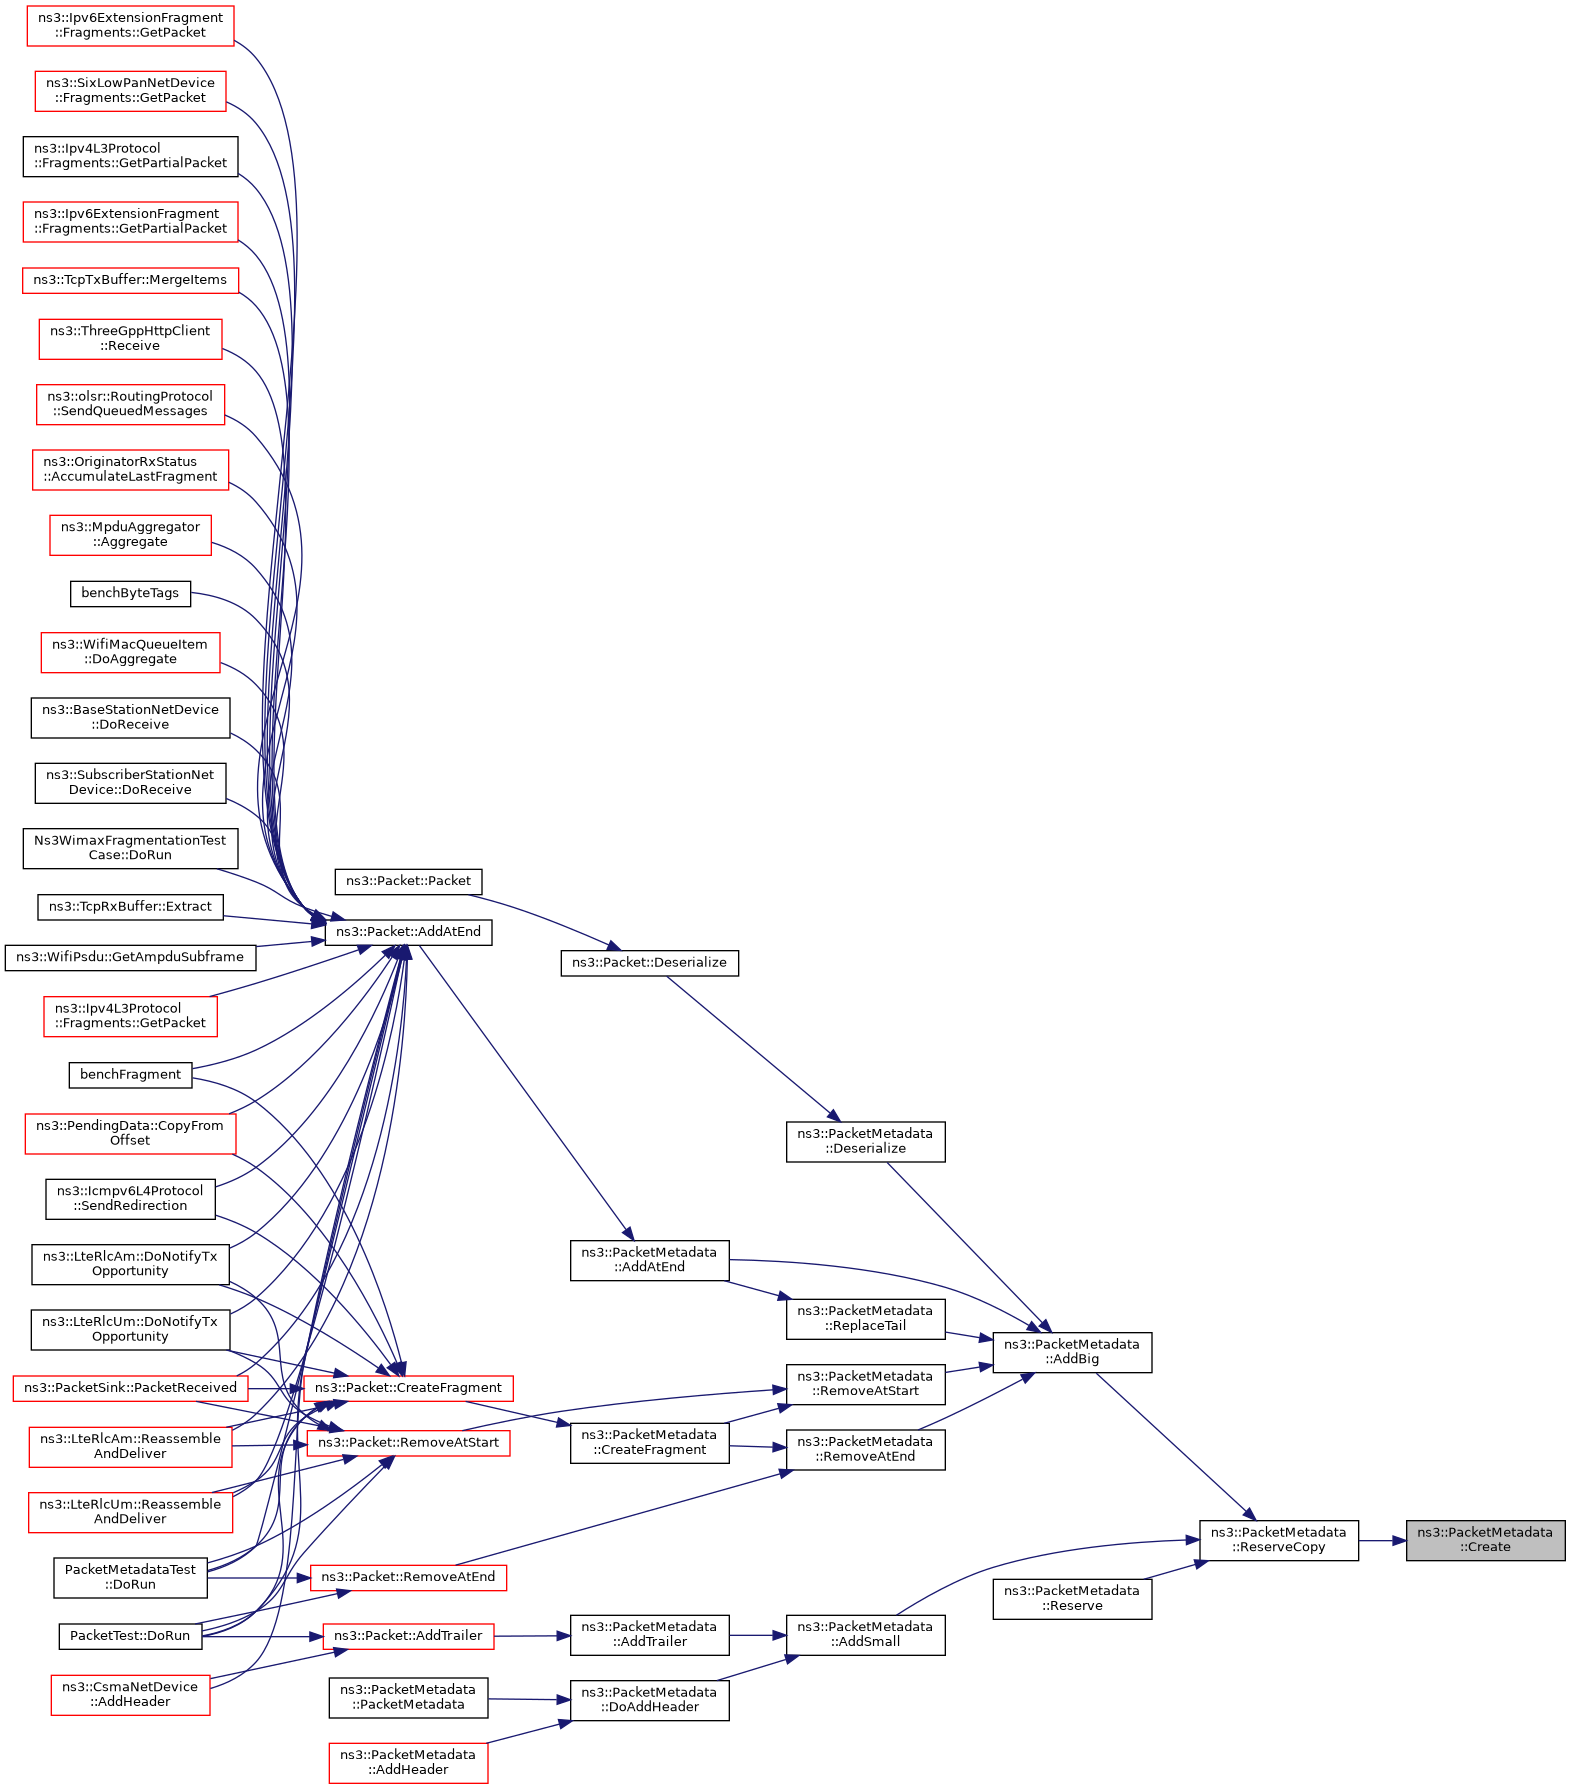 ns3::Ipv6ExtensionFragment
::Fragments::GetPacket
ns3::SixLowPanNetDevice
::Fragments::GetPacket
ns3::Ipv4L3Protocol
::Fragments::GetPartialPacket
ns3::Ipv6ExtensionFragment
::Fragments::GetPartialPacket
ns3::TcpTxBuffer::MergeItems
ns3::ThreeGppHttpClient
::Receive
ns3::olsr::RoutingProtocol
::SendQueuedMessages
ns3::OriginatorRxStatus
::AccumulateLastFragment
ns3::MpduAggregator
::Aggregate
benchByteTags
ns3::WifiMacQueueItem
::DoAggregate
ns3::BaseStationNetDevice
::DoReceive
ns3::SubscriberStationNet
Device::DoReceive
Ns3WimaxFragmentationTest
Case::DoRun
ns3::TcpRxBuffer::Extract
ns3::WifiPsdu::GetAmpduSubframe
ns3::Ipv4L3Protocol
::Fragments::GetPacket
benchFragment
ns3::PendingData::CopyFrom
Offset
ns3::Icmpv6L4Protocol
::SendRedirection
ns3::LteRlcAm::DoNotifyTx
Opportunity
ns3::LteRlcUm::DoNotifyTx
Opportunity
ns3::PacketSink::PacketReceived
ns3::LteRlcAm::Reassemble
AndDeliver
ns3::LteRlcUm::Reassemble
AndDeliver
PacketMetadataTest
::DoRun
PacketTest::DoRun
ns3::CsmaNetDevice
::AddHeader
ns3::Packet::Packet
ns3::Packet::AddAtEnd
ns3::Packet::CreateFragment
ns3::Packet::RemoveAtStart
ns3::Packet::RemoveAtEnd
ns3::Packet::AddTrailer
ns3::PacketMetadata
::PacketMetadata
ns3::PacketMetadata
::AddHeader
ns3::Packet::Deserialize
ns3::PacketMetadata
::AddAtEnd
ns3::PacketMetadata
::CreateFragment
ns3::PacketMetadata
::AddTrailer
ns3::PacketMetadata
::DoAddHeader
ns3::PacketMetadata
::Deserialize
ns3::PacketMetadata
::ReplaceTail
ns3::PacketMetadata
::RemoveAtStart
ns3::PacketMetadata
::RemoveAtEnd
ns3::PacketMetadata
::AddSmall
ns3::PacketMetadata
::AddBig
ns3::PacketMetadata
::Reserve
ns3::PacketMetadata
::ReserveCopy
ns3::PacketMetadata
::Create